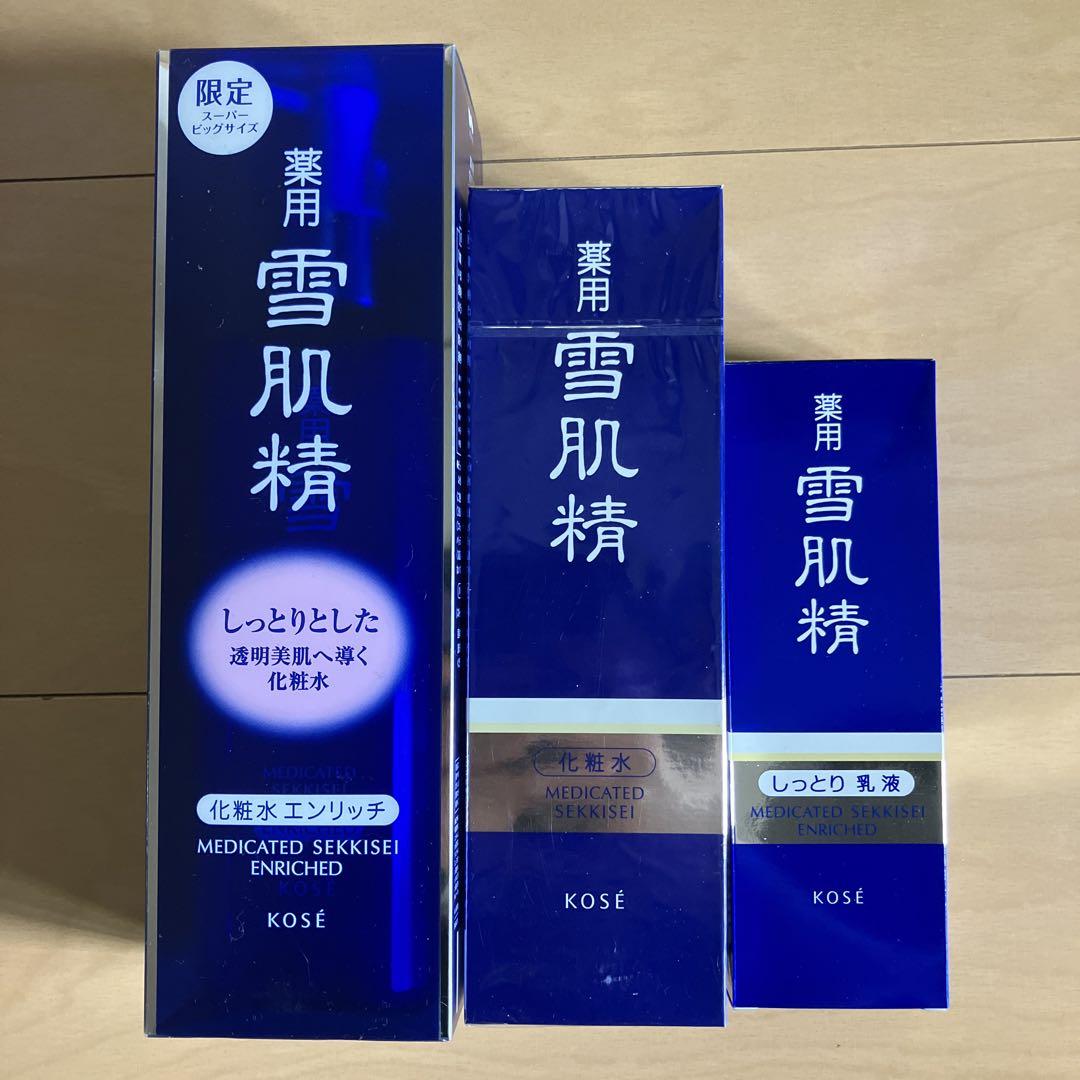 限定
スーパー
ビッグサイズ
薬用
雪肌精
しっとりとした
透明美肌へ導く
化粧水
化粧水 エンリッチ
MEDICATED SEKKISEI
ENRICHED
KOSÉ
薬用
雪肌精
化粧水
MEDICATED
SEKKISEI
KOSÉ
薬用
雪肌精
しっとり 乳液
MEDICATED SEKKISEI
ENRICHED
KOSÉ